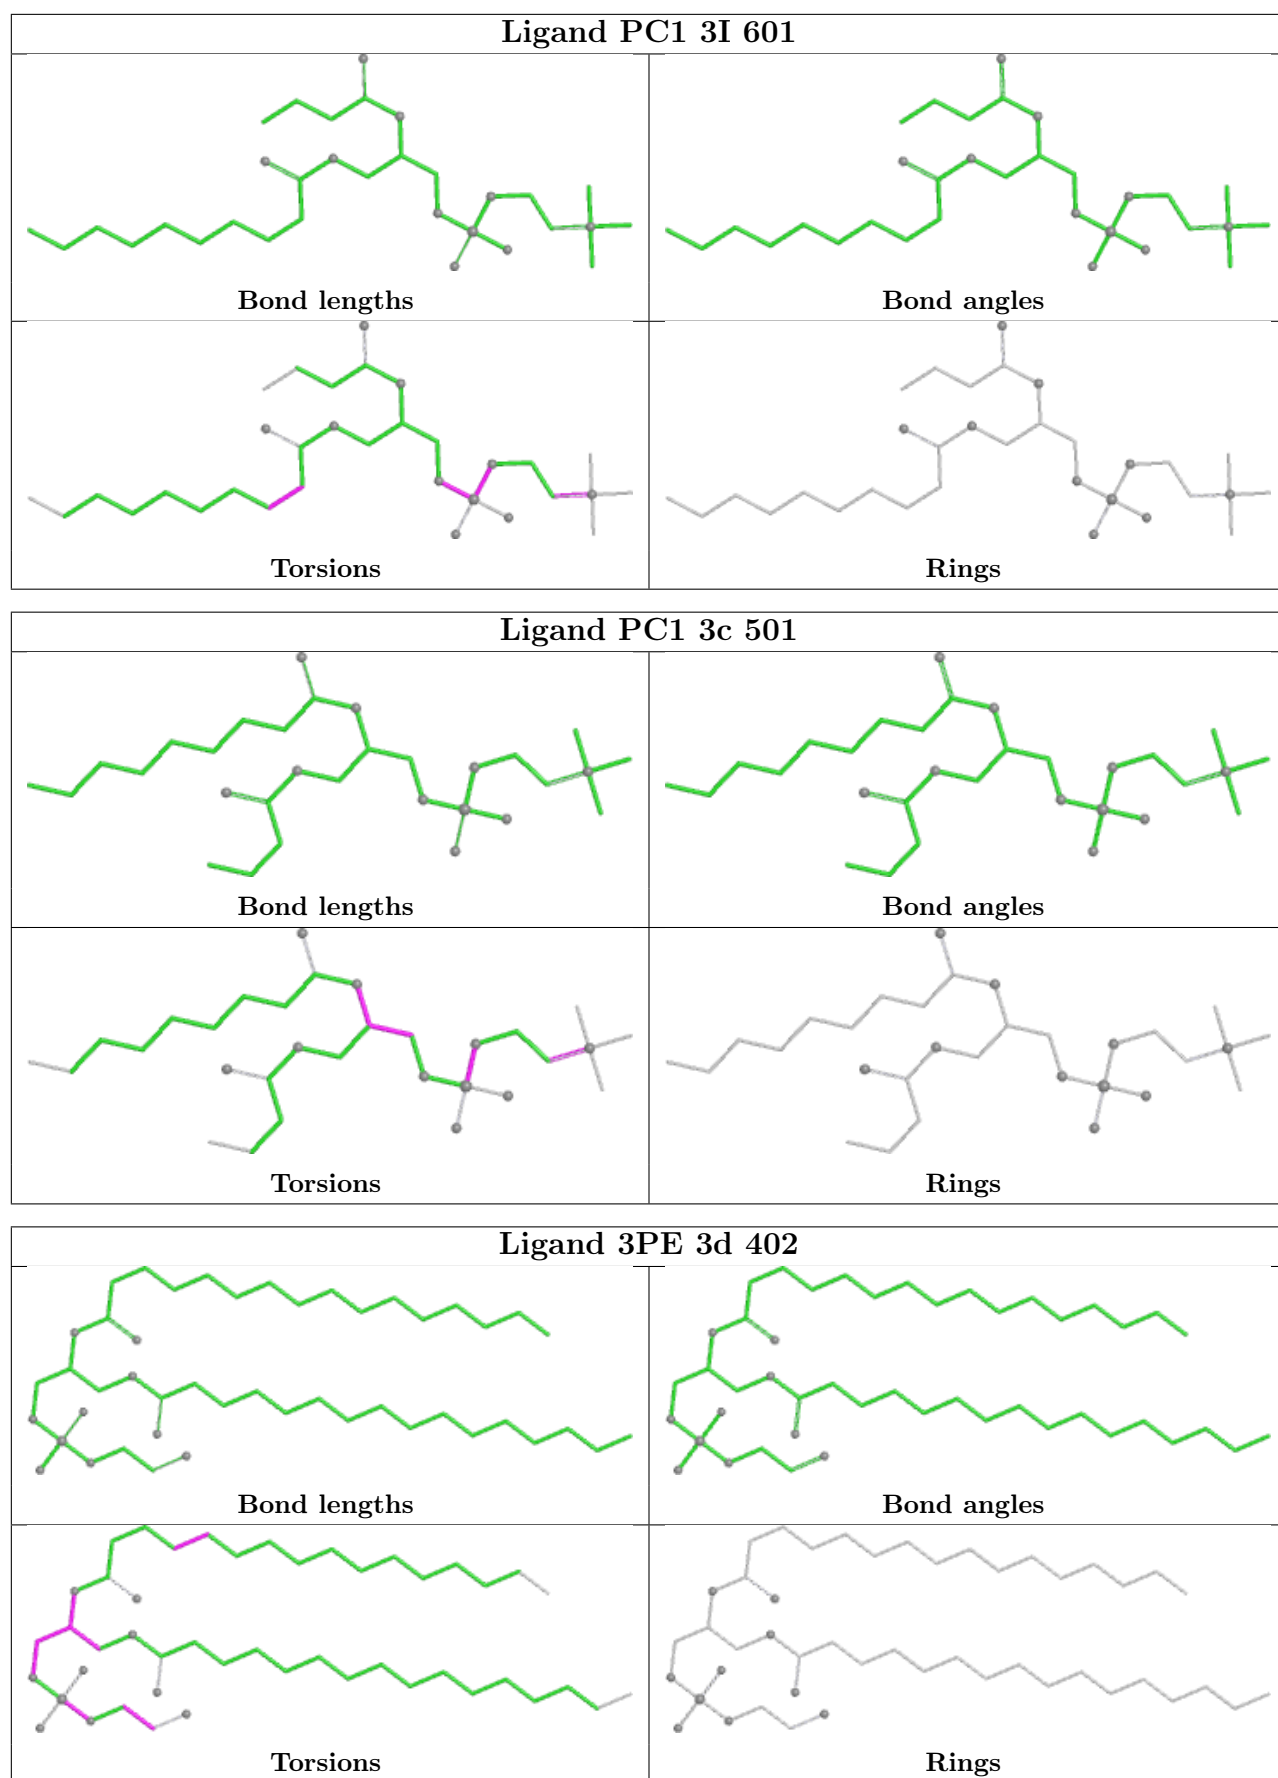 Ligand PC1 3I 601
Bond lengths
Bond angles
Torsions
Rings
Ligand PC1 3c 501
Bond lengths
Bond angles
Torsions
Rings
Ligand 3PE 3d 402
Bond lengths
Bond angles
Torsions
Rings